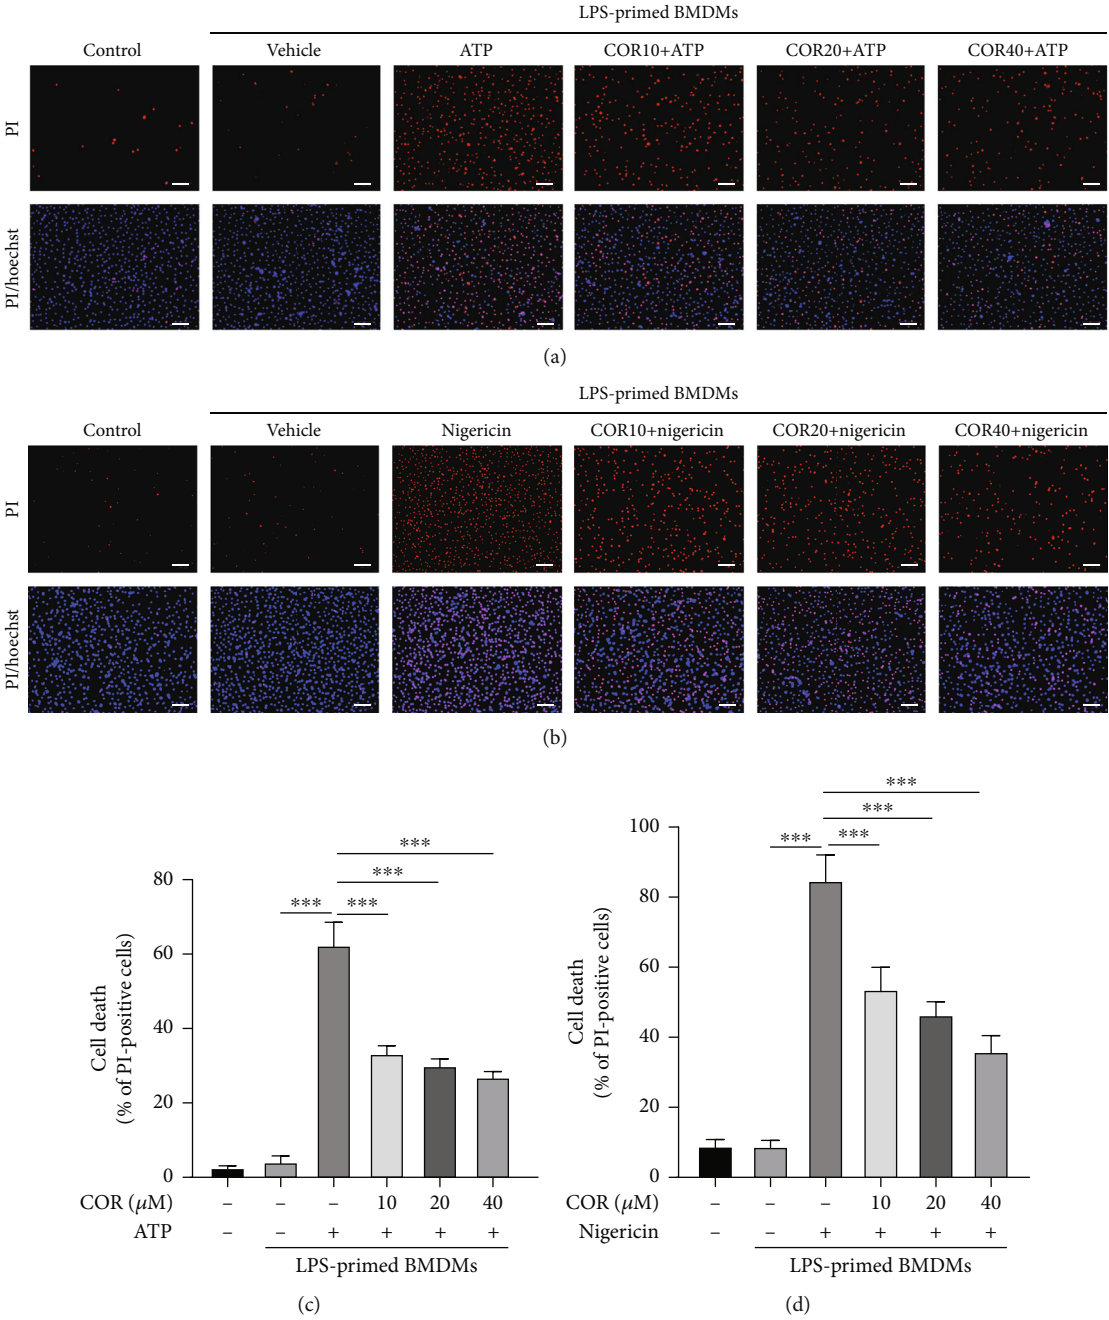 LPS-primed BMDMs
Control Vehicle ATP COR10+ATP COR20+ATP COR40+ATP
PI
PI/hoechst
(a)
LPS-primed BMDMs
Control Vehicle Nigericin COR10+nigericin COR20+nigericin COR40+nigericin
PI
PI/hoechst
(b)
Cell death
(% of PI-positive cells)
80
60
40
20
0
***
***
*** ***
COR (μM) – – – 10 20 40
ATP – – + + + +
LPS-primed BMDMs
(c)
Cell death
(% of PI-positive cells)
100
80
60
40
20
0
***
***
*** ***
COR (μM) – – – 10 20 40
Nigericin – – + + + +
LPS-primed BMDMs
(d)